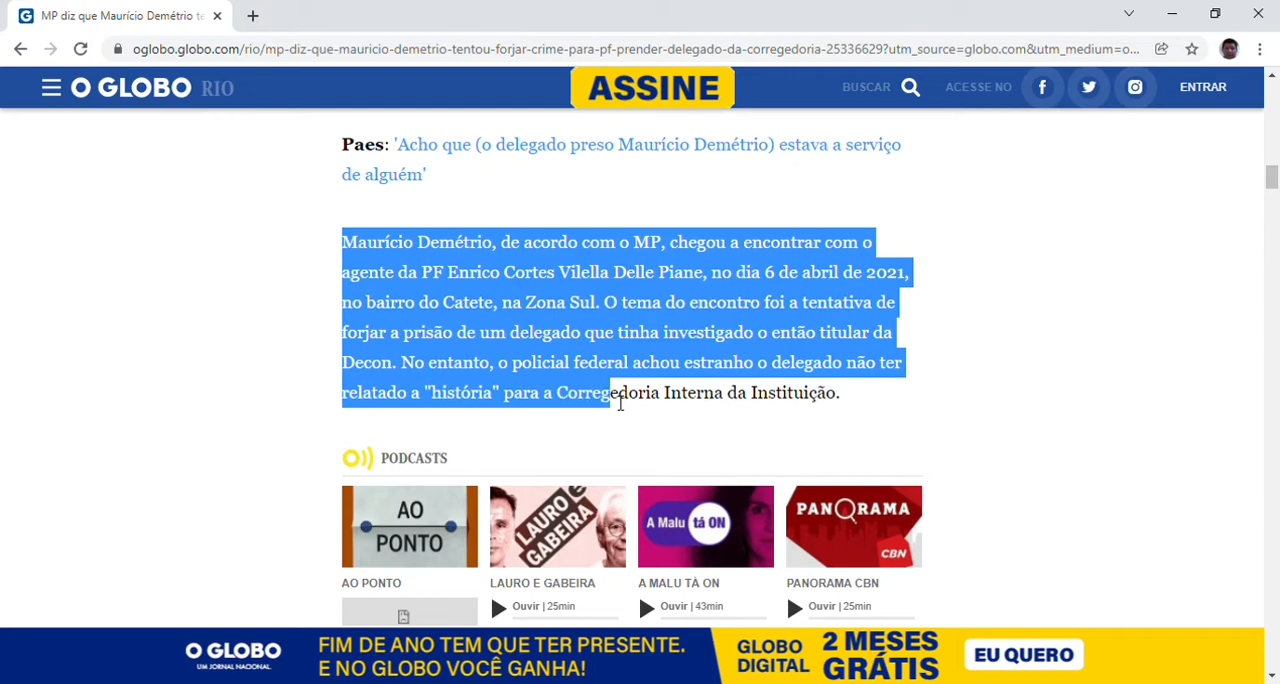 MP diz que Maurício Demétrio te
oglobo.globo.com/rio/mp-diz-que-mauricio-demetrio-tentou-forjar-crime-para-pf-prender-delegado-da-corregedoria-25336629?utm_source=globo.com&utm_medium=o...
O GLOBO RIO
ASSINE
BUSCAR
ACESSE NO
ENTRAR
Paes: 'Acho que (o delegado preso Maurício Demétrio) estava a serviço
de alguém'
Maurício Demétrio, de acordo com o MP, chegou a encontrar com o
agente da PF Enrico Cortes Vilella Delle Piane, no dia 6 de abril de 2021,
no bairro do Catete, na Zona Sul. O tema do encontro foi a tentativa de
forjar a prisão de um delegado que tinha investigado o então titular da
Decon. No entanto, o policial federal achou estranho o delegado não ter
relatado a "história" para a Corregedoria Interna da Instituição.
PODCASTS
AO PONTO
LAURO E GABEIRA
A Malu tá ON
PANORAMA
CBN
AO PONTO
LAURO E GABEIRA
A MALU TÁ ON
PANORAMA CBN
Ouvir | 25min
Ouvir | 43min
Ouvir | 25min
O GLOBO
UM JORNAL NACIONAL.
FIM DE ANO TEM QUE TER PRESENTE.
E NO GLOBO VOCÊ GANHA!
GLOBO
DIGITAL
2 MESES
GRÁTIS
EU QUERO